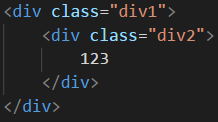 <div class="div1">
    <div class="div2">
        123
    </div>
</div>